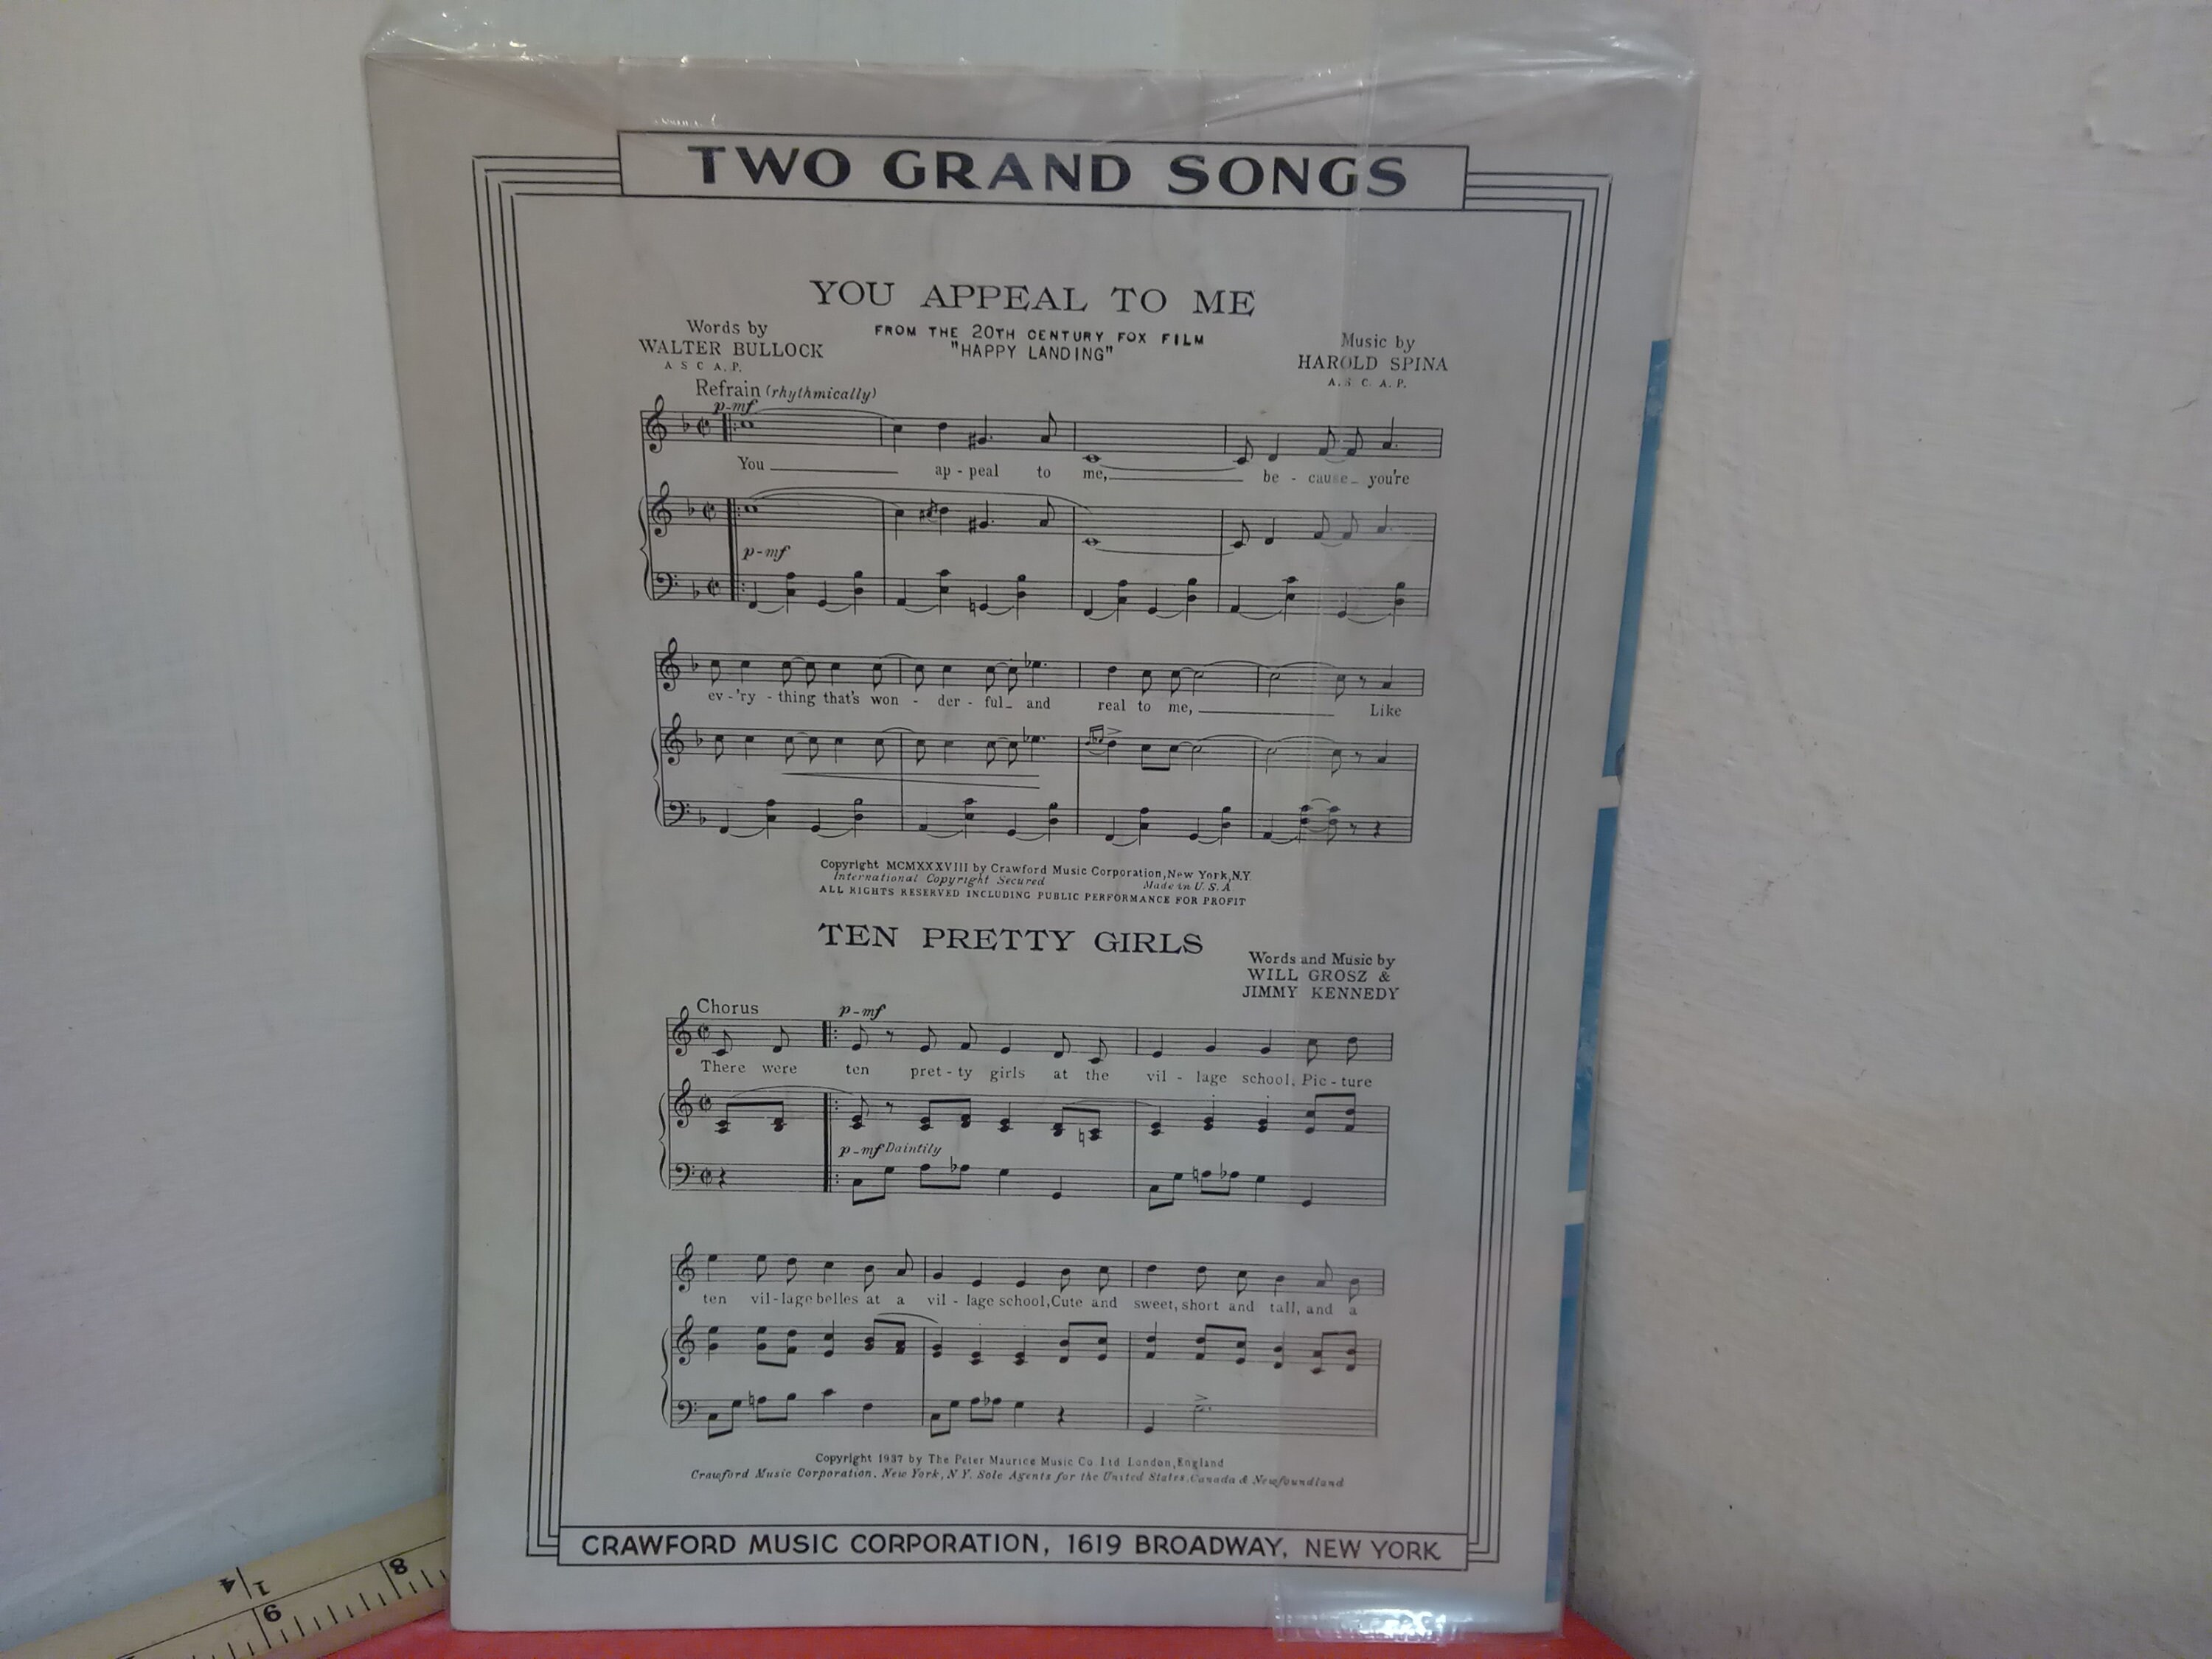 TWO GRAND SONGS
YOU APPEAL TO ME
Words by
WALTER BULLOCK
A S C A. P.
FROM THE 20TH CENTURY FOX FILM
"HAPPY LANDING"
Music by
HAROLD SPINA
A. S C. A. P.
Refrain (rhythmically)
p-mf
You ap - peal to me, be - cause you're
p-mf
ev - 'ry - thing that's won - der - ful and real to me, Like
Copyright MCMXXXVIII by Crawford Music Corporation, New York, N.Y.
International Copyright Secured Made in U. S. A.
ALL RIGHTS RESERVED INCLUDING PUBLIC PERFORMANCE FOR PROFIT
TEN PRETTY GIRLS
Words and Music by
WILL GROSZ &
JIMMY KENNEDY
Chorus
p-mf
There were ten pret - ty girls at the vil - lage school, Pic - ture
p-mf Daintily
ten vil - lage belles at a vil - lage school, Cute and sweet, short and tall, and a
Copyright 1937 by The Peter Maurice Music Co. Ltd London, England
Crawford Music Corporation. New York, N.Y. Sole Agents for the United States, Canada & Newfoundland
CRAWFORD MUSIC CORPORATION, 1619 BROADWAY, NEW YORK
4 1
8
6